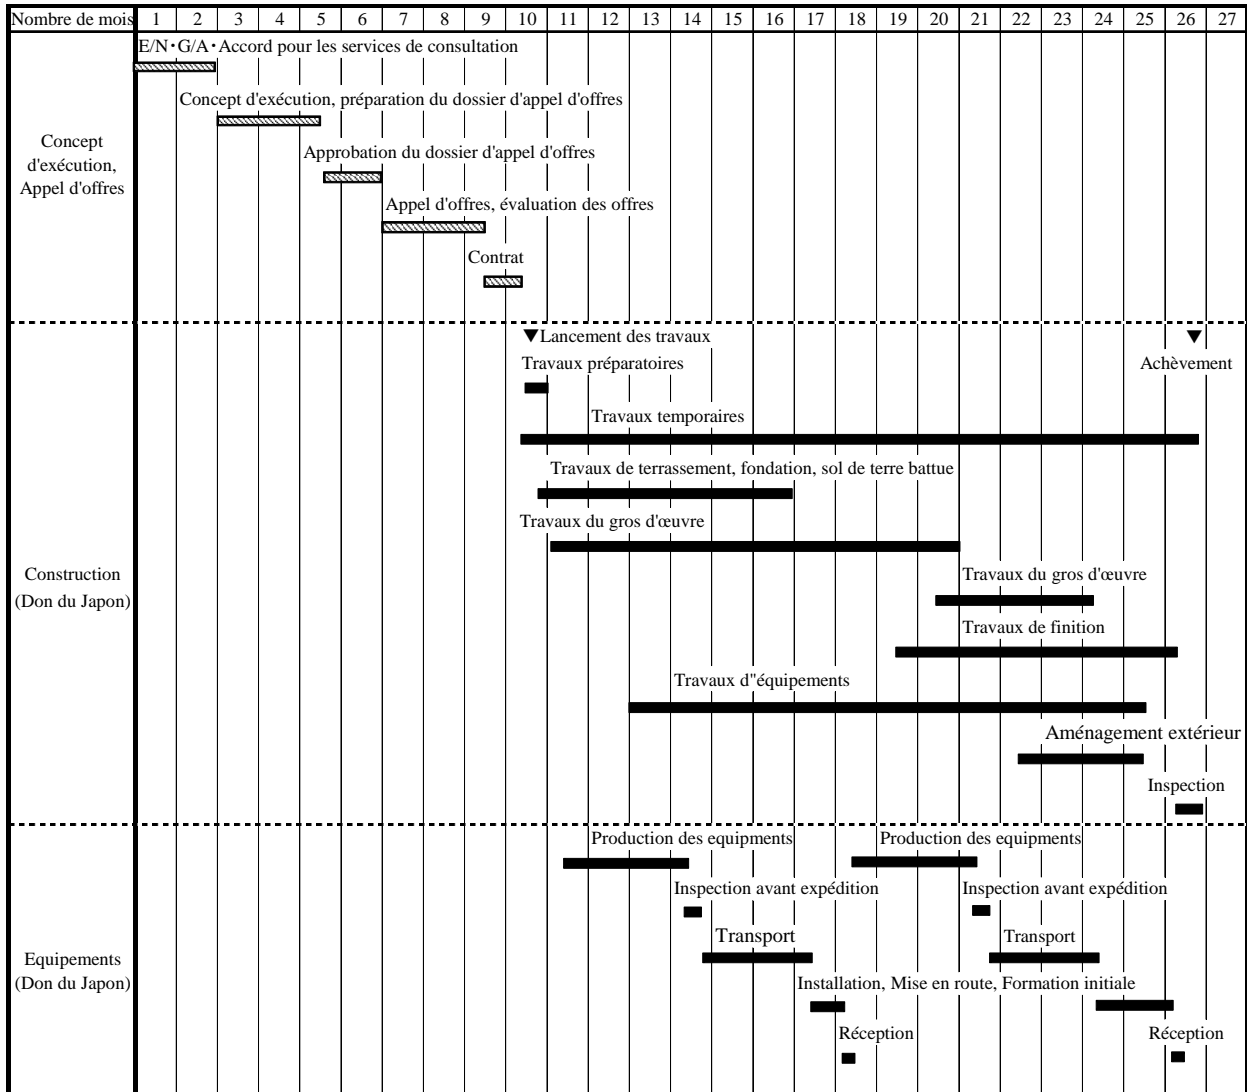 Nombre de mois 1 2 3 4 5 6 7 8 9 10 11 12 13 14 15 16 17 18 19 20 21 22 23 24 25 26 27
E/N・G/A・Accord pour les services de consultation
Concept d'exécution, préparation du dossier d'appel d'offres
Concept
d'exécution,
Appel d'offres
Approbation du dossier d'appel d'offres
Appel d'offres, évaluation des offres
Contrat
▼Lancement des travaux ▼
Travaux préparatoires Achèvement
Travaux temporaires
Travaux de terrassement, fondation, sol de terre battue
Travaux du gros d'œuvre
Construction
(Don du Japon)
Travaux du gros d'œuvre
Travaux de finition
Travaux d"équipements
Aménagement extérieur
Inspection
Production des equipments Production des equipments
Inspection avant expédition Inspection avant expédition
Transport Transport
Equipements
(Don du Japon)
Installation, Mise en route, Formation initiale
Réception Réception